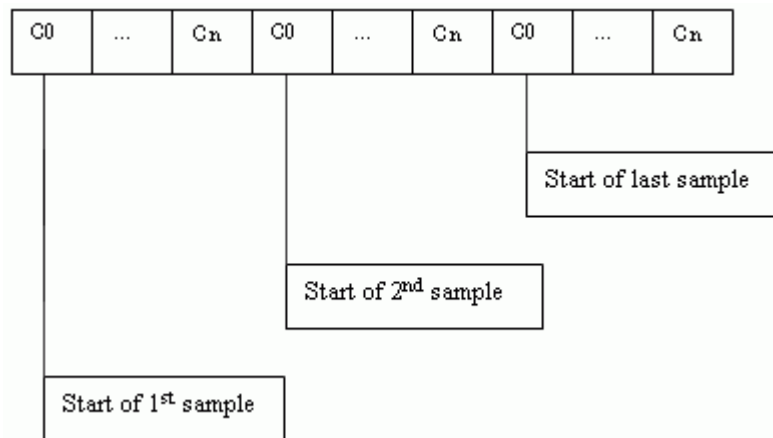 C0 ... Cn C0 ... Cn C0 ... Cn
Start of last sample
Start of 2nd sample
Start of 1st sample